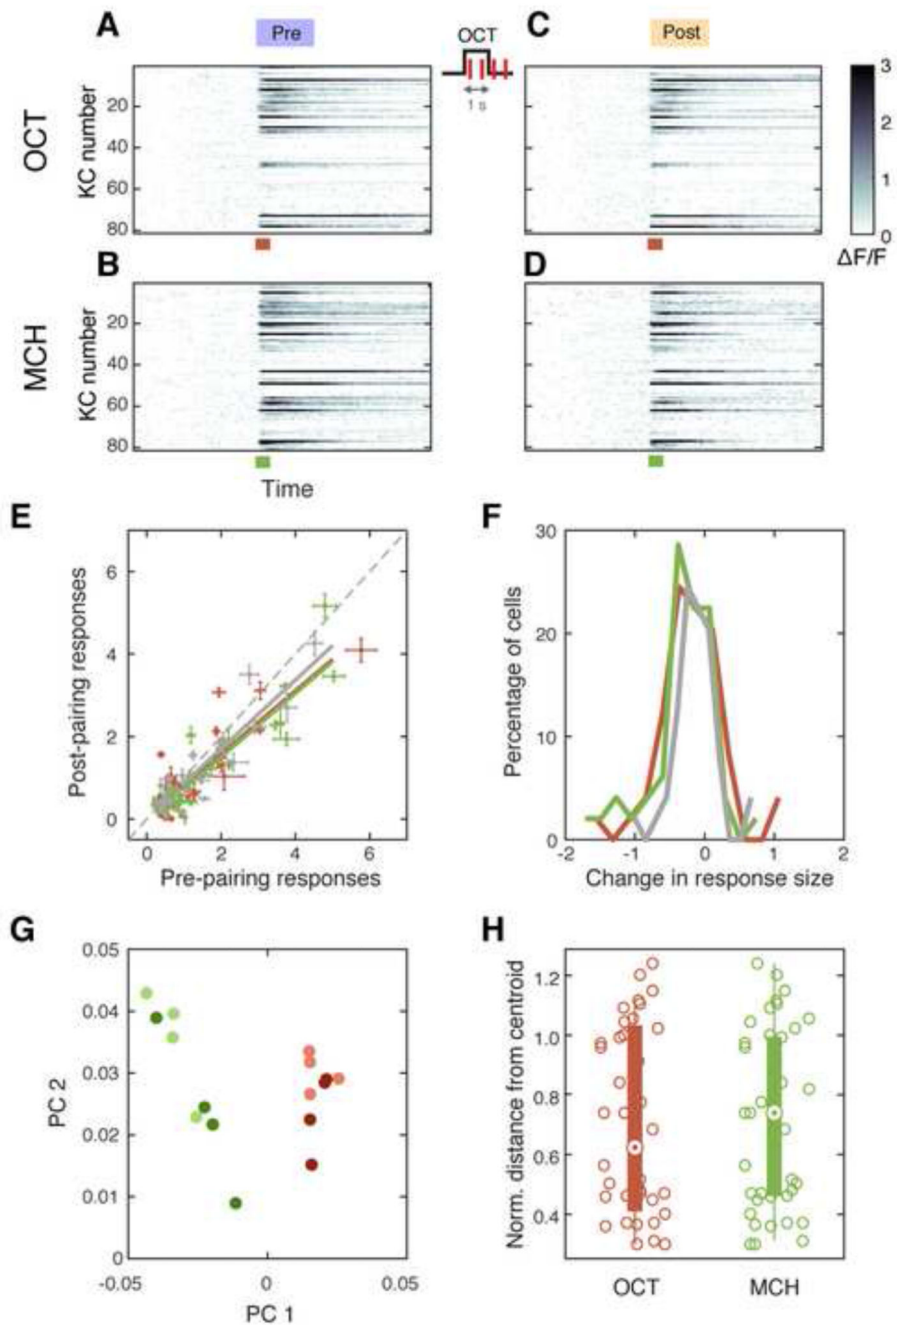 A
Pre
OCT
C
Post
OCT
KC number
20
40
60
80
1 s
3
2
1
0
ΔF/F
B
D
MCH
KC number
20
40
60
80
Time
E
Post-pairing responses
6
4
2
0
0 2 4 6
Pre-pairing responses
F
Percentage of cells
30
20
10
0
-2 -1 0 1 2
Change in response size
G
PC 2
0.05
0.04
0.03
0.02
0.01
0
-0.05 0 0.05
PC 1
H
Norm. distance from centroid
1.2
1.0
0.8
0.6
0.4
OCT MCH